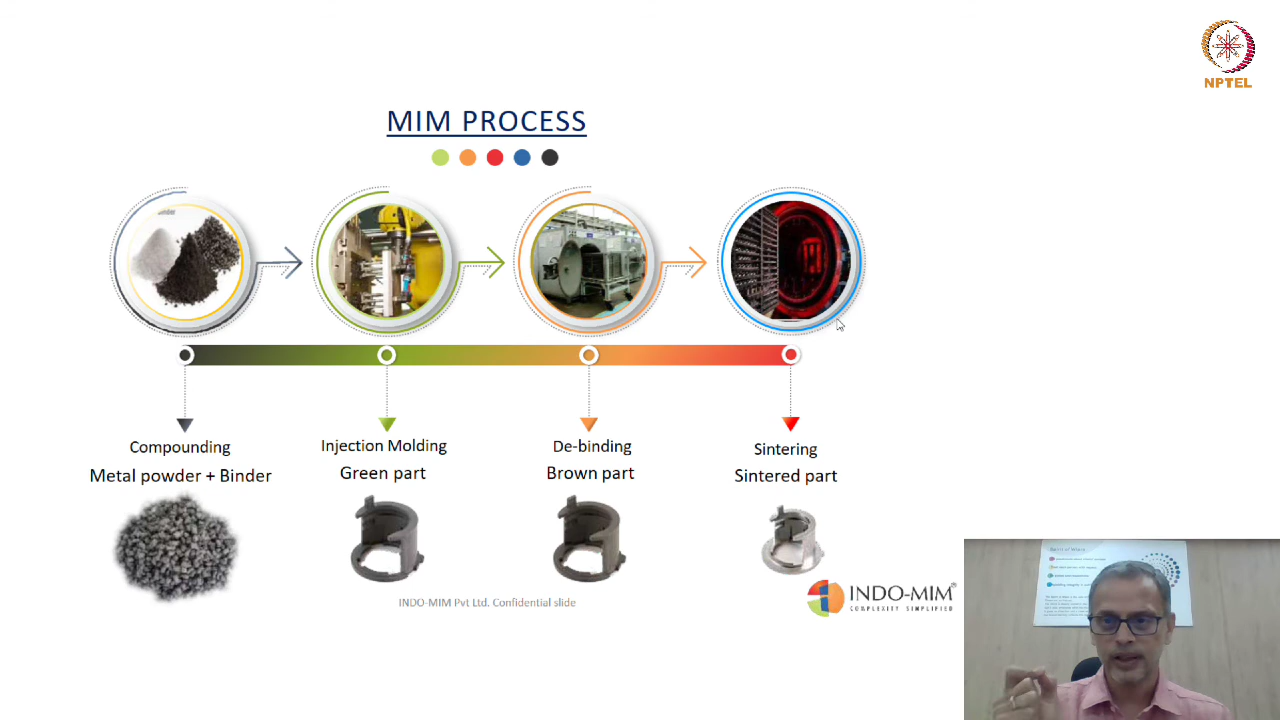 NPTEL
MIM PROCESS
Compounding
Metal powder + Binder
Injection Molding
Green part
De-binding
Brown part
Sintering
Sintered part
INDO-MIM Pvt Ltd. Confidential slide
INDO-MIM®
COMPLEXITY SIMPLIFIED